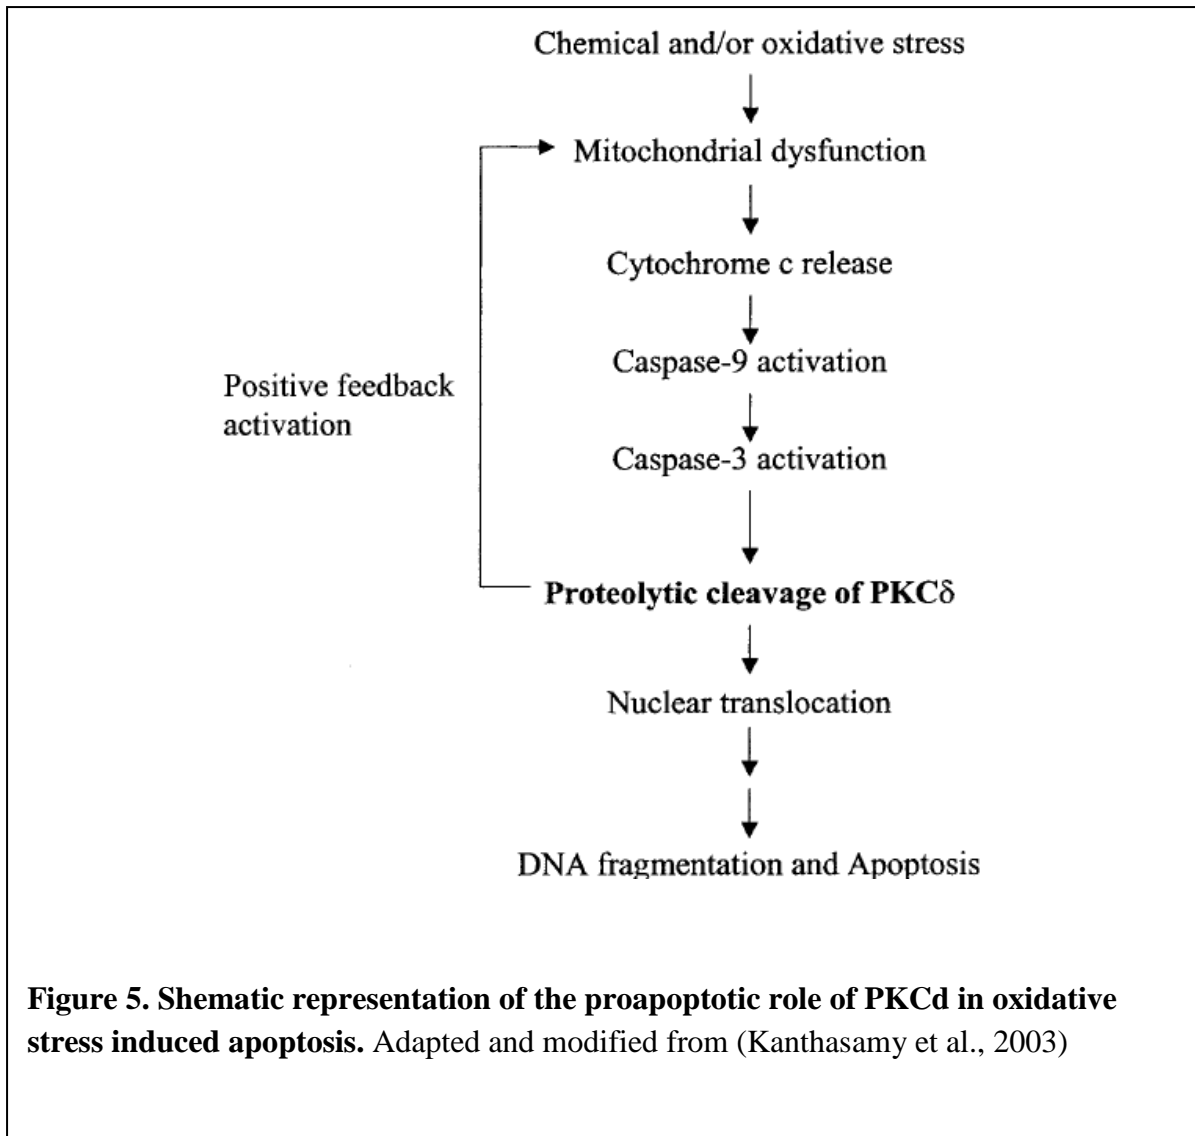 Chemical and/or oxidative stress
Mitochondrial dysfunction
Cytochrome c release
Caspase-9 activation
Positive feedback
activation
Caspase-3 activation
Proteolytic cleavage of PKCδ
Nuclear translocation
DNA fragmentation and Apoptosis
Figure 5. Shematic representation of the proapoptotic role of PKCd in oxidative
stress induced apoptosis. Adapted and modified from (Kanthasamy et al., 2003)